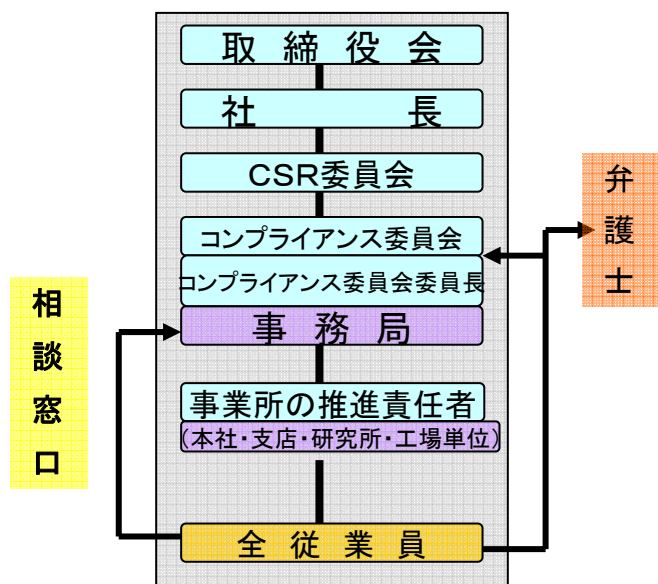 取締役会
社長
CSR委員会
コンプライアンス委員会
コンプライアンス委員会委員長
事務局
事業所の推進責任者
(本社・支店・研究所・工場単位)
全従業員
相談窓口
弁護士